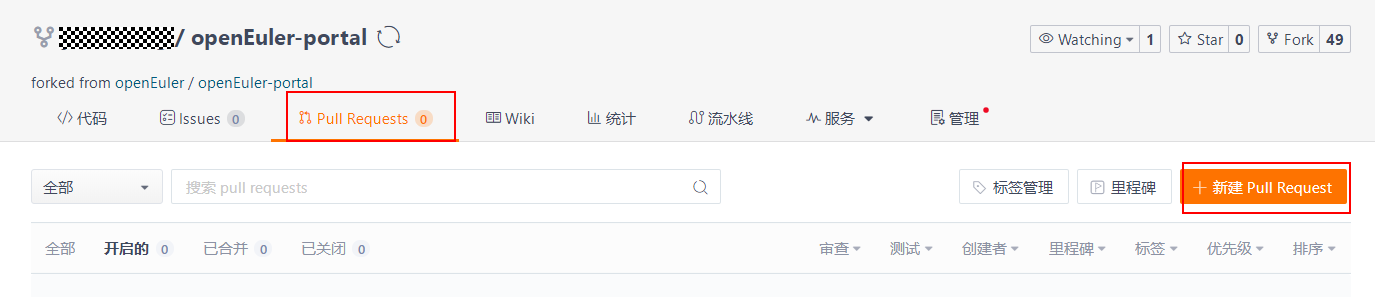 / openEuler-portal
Watching 1 Star 0 Fork 49
forked from openEuler / openEuler-portal
代码 Issues 0 Pull Requests 0 Wiki 统计 流水线 服务 管理
全部 搜索 pull requests 标签管理 里程碑 + 新建 Pull Request
全部 开启的 0 已合并 0 已关闭 0 审查 测试 创建者 里程碑 标签 优先级 排序